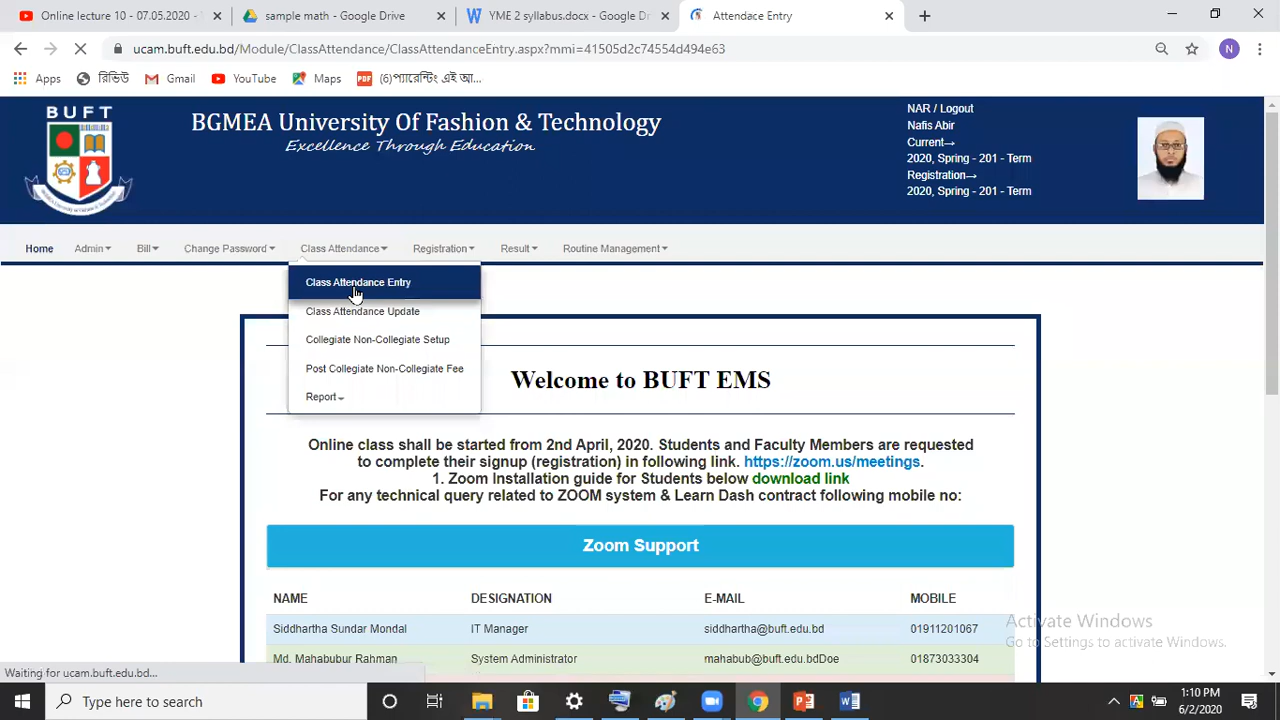 Online lecture 10 - 07.05.2020 -
sample math - Google Drive
YME 2 syllabus.docx - Google D
Attendace Entry
ucam.buft.edu.bd/Module/ClassAttendance/ClassAttendanceEntry.aspx?mmi=41505d2c74554d494e63
N
Apps
রিভিউ
Gmail
YouTube
Maps
(6)প্যারেন্টিং এই আ...
BUFT
BGMEA University Of Fashion & Technology
Excellence Through Education
NAR / Logout
Nafis Abir
Current→
2020, Spring - 201 - Term
Registration→
2020, Spring - 201 - Term
Home
Admin
Bill
Change Password
Class Attendance
Registration
Result
Routine Management
Class Attendance Entry
Class Attendance Update
Collegiate Non-Collegiate Setup
Post Collegiate Non-Collegiate Fee
Report
Welcome to BUFT EMS
Online class shall be started from 2nd April, 2020. Students and Faculty Members are requested
to complete their signup (registration) in following link. https://zoom.us/meetings.
1. Zoom Installation guide for Students below download link
For any technical query related to ZOOM system & Learn Dash contract following mobile no:
Zoom Support
NAME DESIGNATION E-MAIL MOBILE
Siddhartha Sundar Mondal IT Manager siddhartha@buft.edu.bd 01911201067
Md. Mahabubur Rahman System Administrator mahabub@buft.edu.bdDoe 01873033304
Activate Windows
Go to Settings to activate Windows.
Waiting for ucam.buft.edu.bd...
Type here to search
1:10 PM
6/2/2020